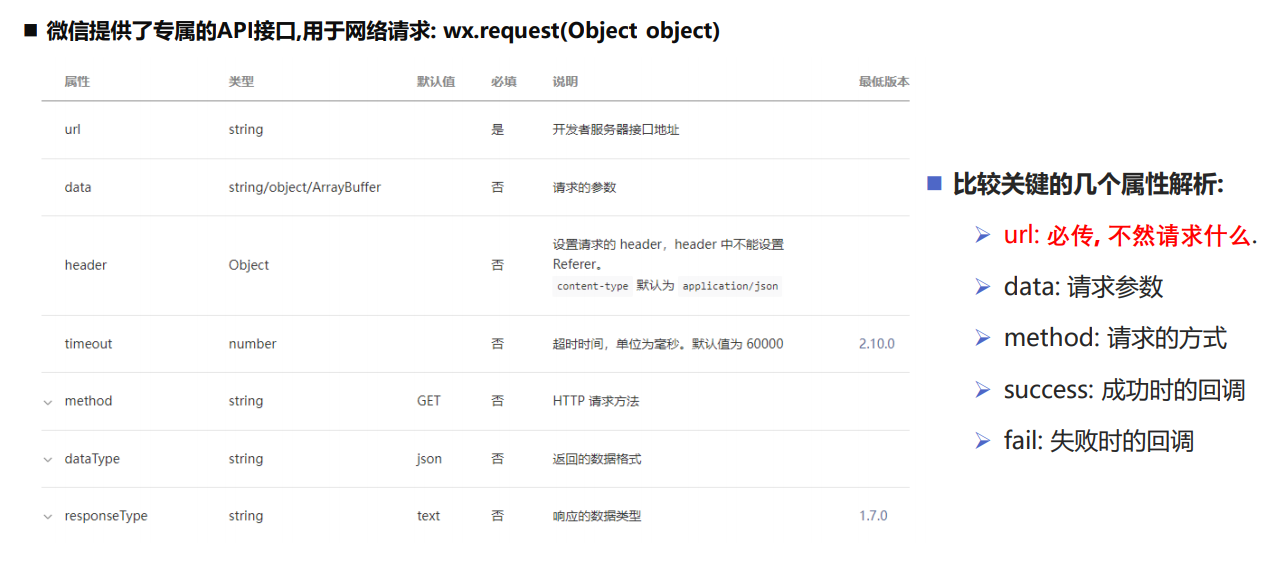 微信提供了专属的API接口,用于网络请求: wx.request(Object object)
属性 类型 默认值 必填 说明 最低版本
url string 是 开发者服务器接口地址
data string/object/ArrayBuffer 否 请求的参数
header Object 否 设置请求的 header，header 中不能设置
Referer。
content-type 默认为 application/json
timeout number 否 超时时间，单位为毫秒。默认值为 60000 2.10.0
method string GET 否 HTTP 请求方法
dataType string json 否 返回的数据格式
responseType string text 否 响应的数据类型 1.7.0
比较关键的几个属性解析:
url: 必传, 不然请求什么.
data: 请求参数
method: 请求的方式
success: 成功时的回调
fail: 失败时的回调